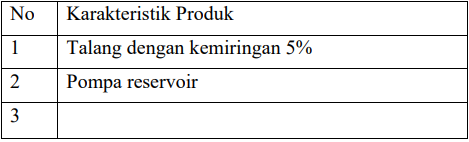 No Karakteristik Produk
1 Talang dengan kemiringan 5%
2 Pompa reservoir
3